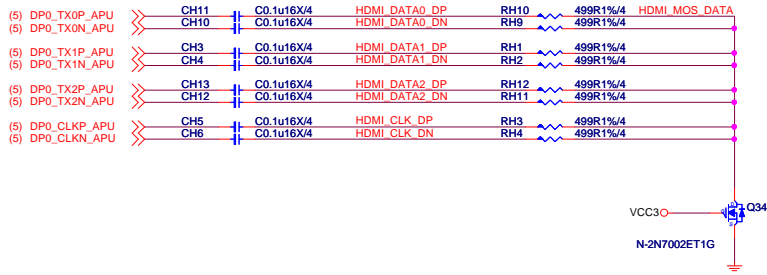 (5) DP0_TX0P_APU CH11 C0.1u16X/4 HDMI_DATA0_DP RH10 499R1%/4 HDMI_MOS_DATA
(5) DP0_TX0N_APU CH10 C0.1u16X/4 HDMI_DATA0_DN RH9 499R1%/4
(5) DP0_TX1P_APU CH3 C0.1u16X/4 HDMI_DATA1_DP RH1 499R1%/4
(5) DP0_TX1N_APU CH4 C0.1u16X/4 HDMI_DATA1_DN RH2 499R1%/4
(5) DP0_TX2P_APU CH13 C0.1u16X/4 HDMI_DATA2_DP RH12 499R1%/4
(5) DP0_TX2N_APU CH12 C0.1u16X/4 HDMI_DATA2_DN RH11 499R1%/4
(5) DP0_CLKP_APU CH5 C0.1u16X/4 HDMI_CLK_DP RH3 499R1%/4
(5) DP0_CLKN_APU CH6 C0.1u16X/4 HDMI_CLK_DN RH4 499R1%/4
VCC3 Q34
N-2N7002ET1G